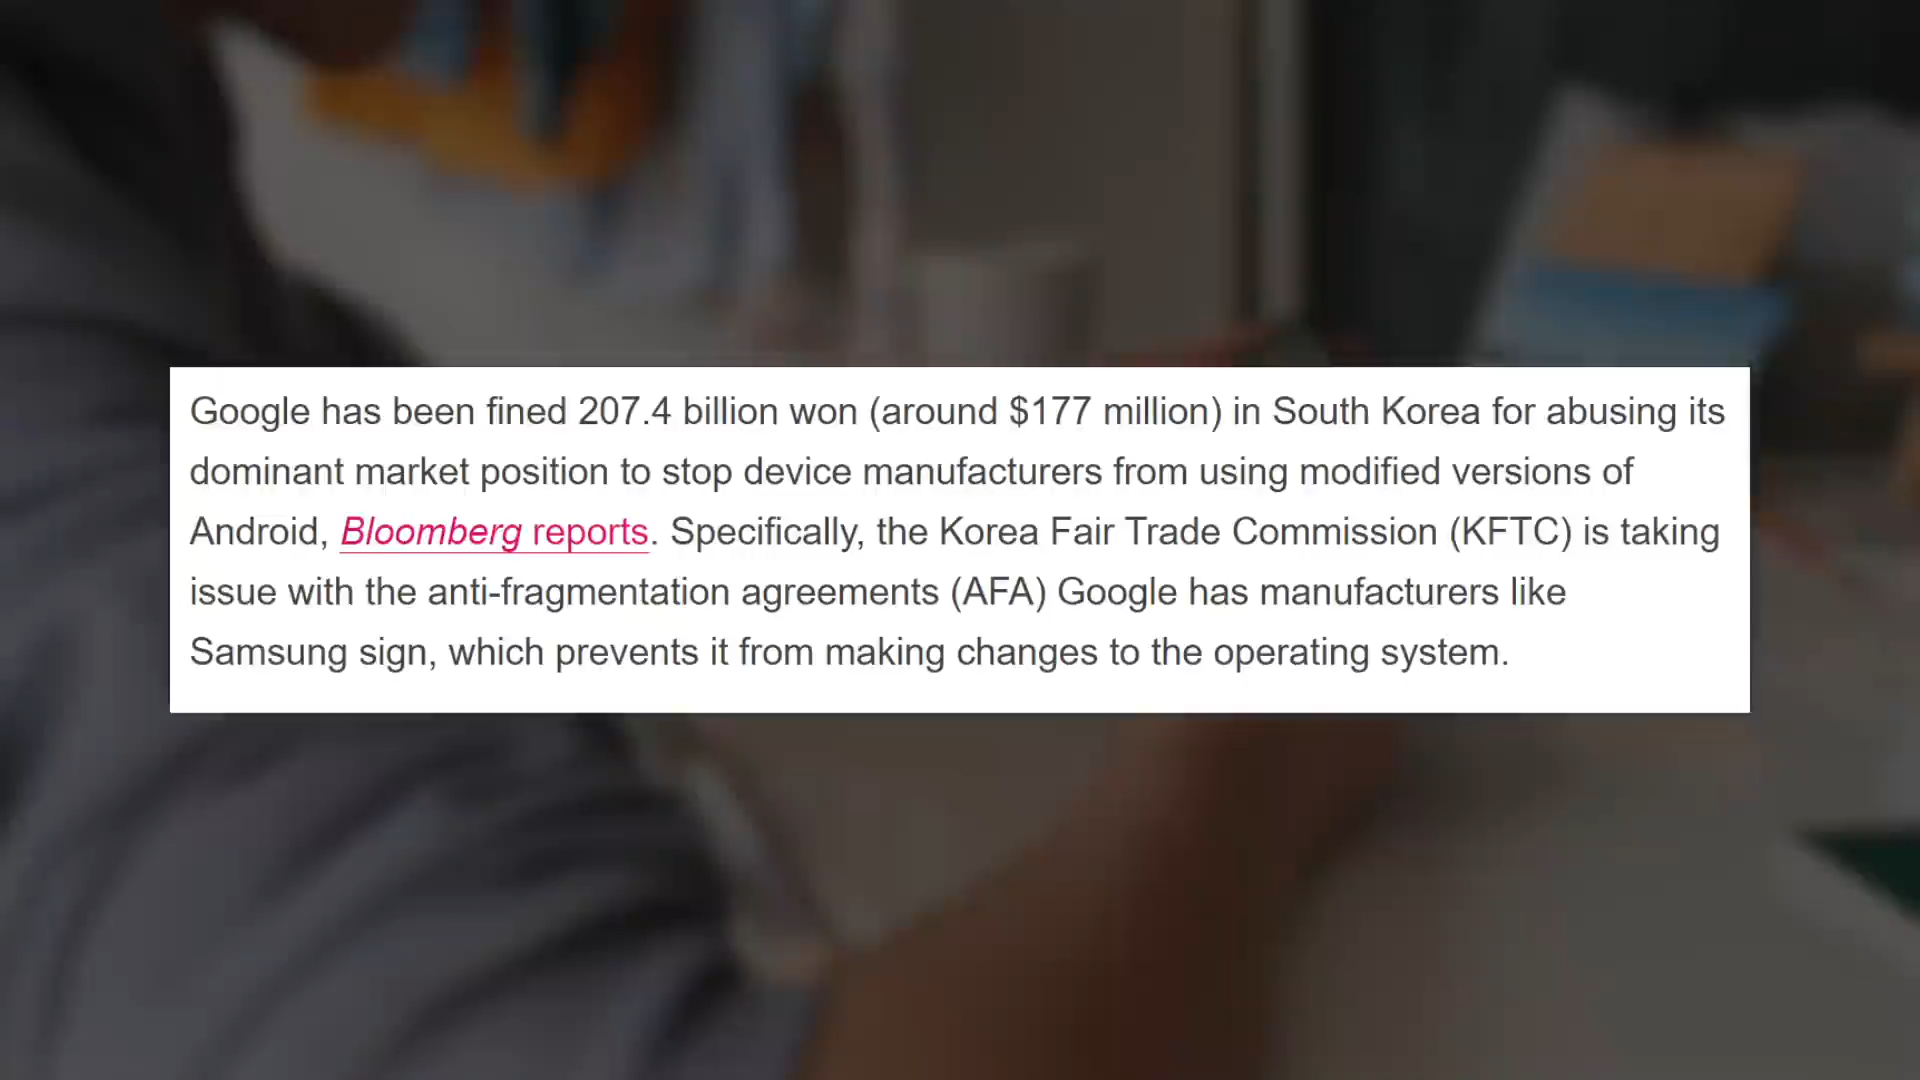 Google has been fined 207.4 billion won (around $177 million) in South Korea for abusing its
dominant market position to stop device manufacturers from using modified versions of
Android, Bloomberg reports. Specifically, the Korea Fair Trade Commission (KFTC) is taking
issue with the anti-fragmentation agreements (AFA) Google has manufacturers like
Samsung sign, which prevents it from making changes to the operating system.